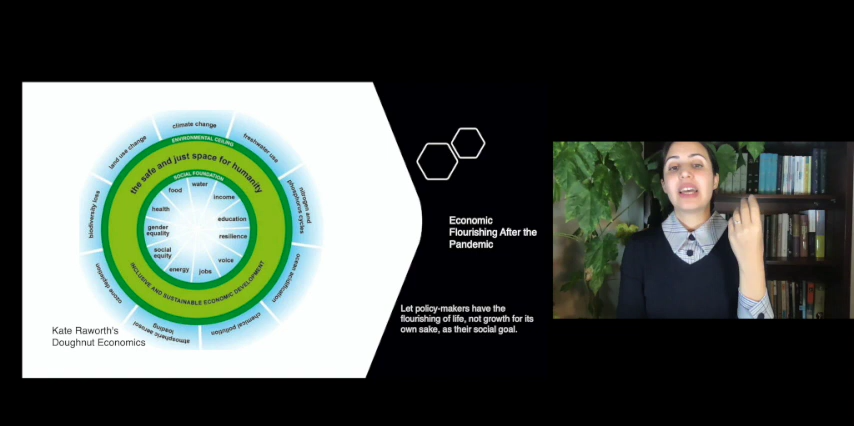 climate change
freshwater use
nitrogen and
phosphorus cycles
ocean acidification
chemical pollution
atmospheric aerosol
loading
ozone depletion
biodiversity loss
land use change
ENVIRONMENTAL CEILING
the safe and just space for humanity
SOCIAL FOUNDATION
water
income
education
resilience
voice
jobs
energy
social
equity
gender
equality
health
food
INCLUSIVE AND SUSTAINABLE ECONOMIC DEVELOPMENT
Kate Raworth's
Doughnut Economics
Economic
Flourishing After the
Pandemic
Let policy-makers have the
flourishing of life, not growth for its
own sake, as their social goal.